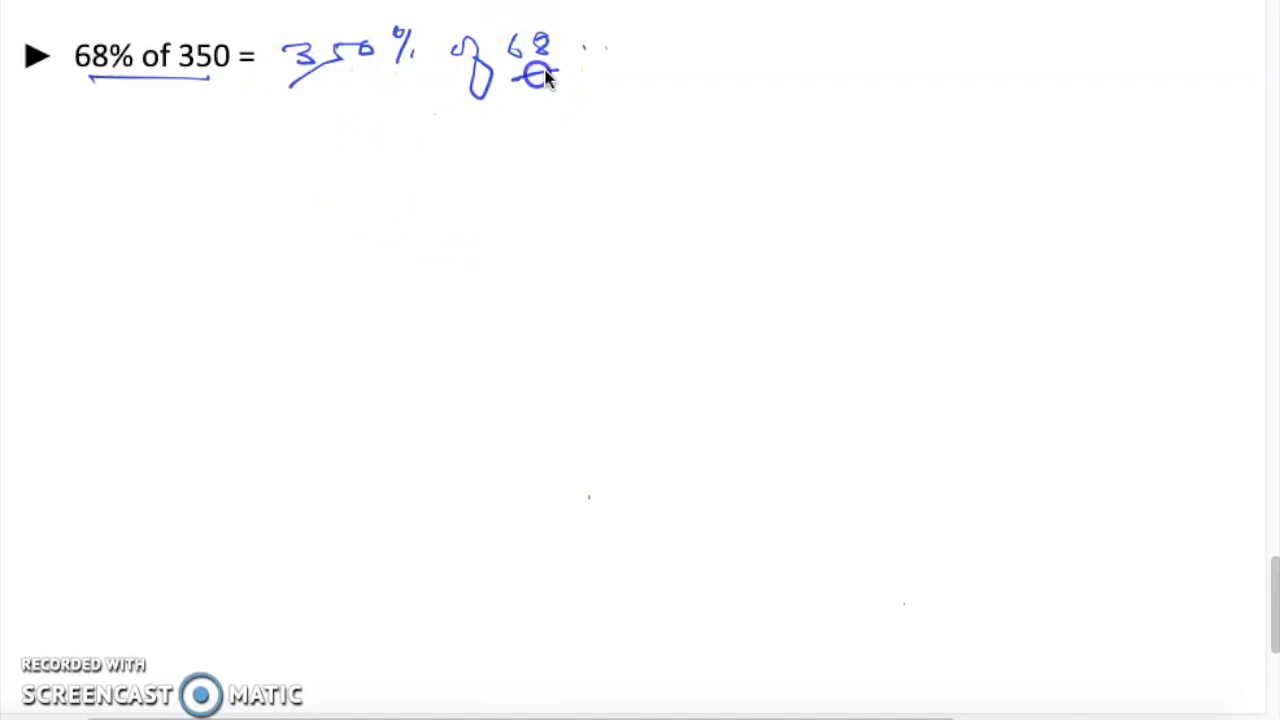 ► 68% of 350 = 350% of 68
RECORDED WITH
SCREENCAST MATIC